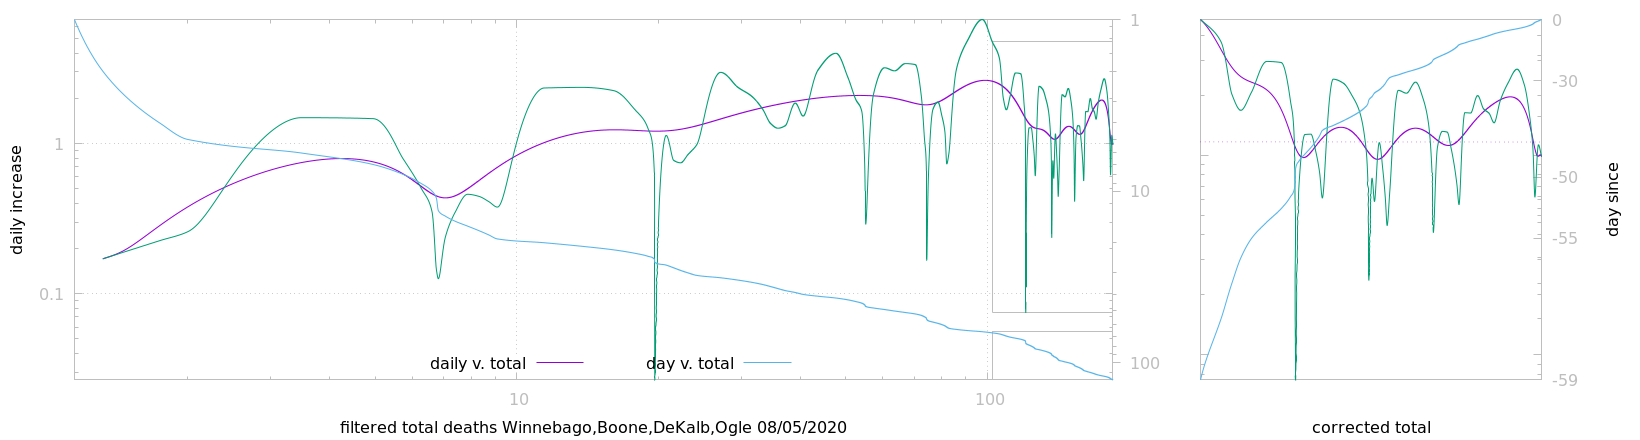 1
0
1
-30
daily increase
10
-50
day since
0.1
-55
daily v. total
day v. total
100
-59
10
100
filtered total deaths Winnebago,Boone,DeKalb,Ogle 08/05/2020
corrected total